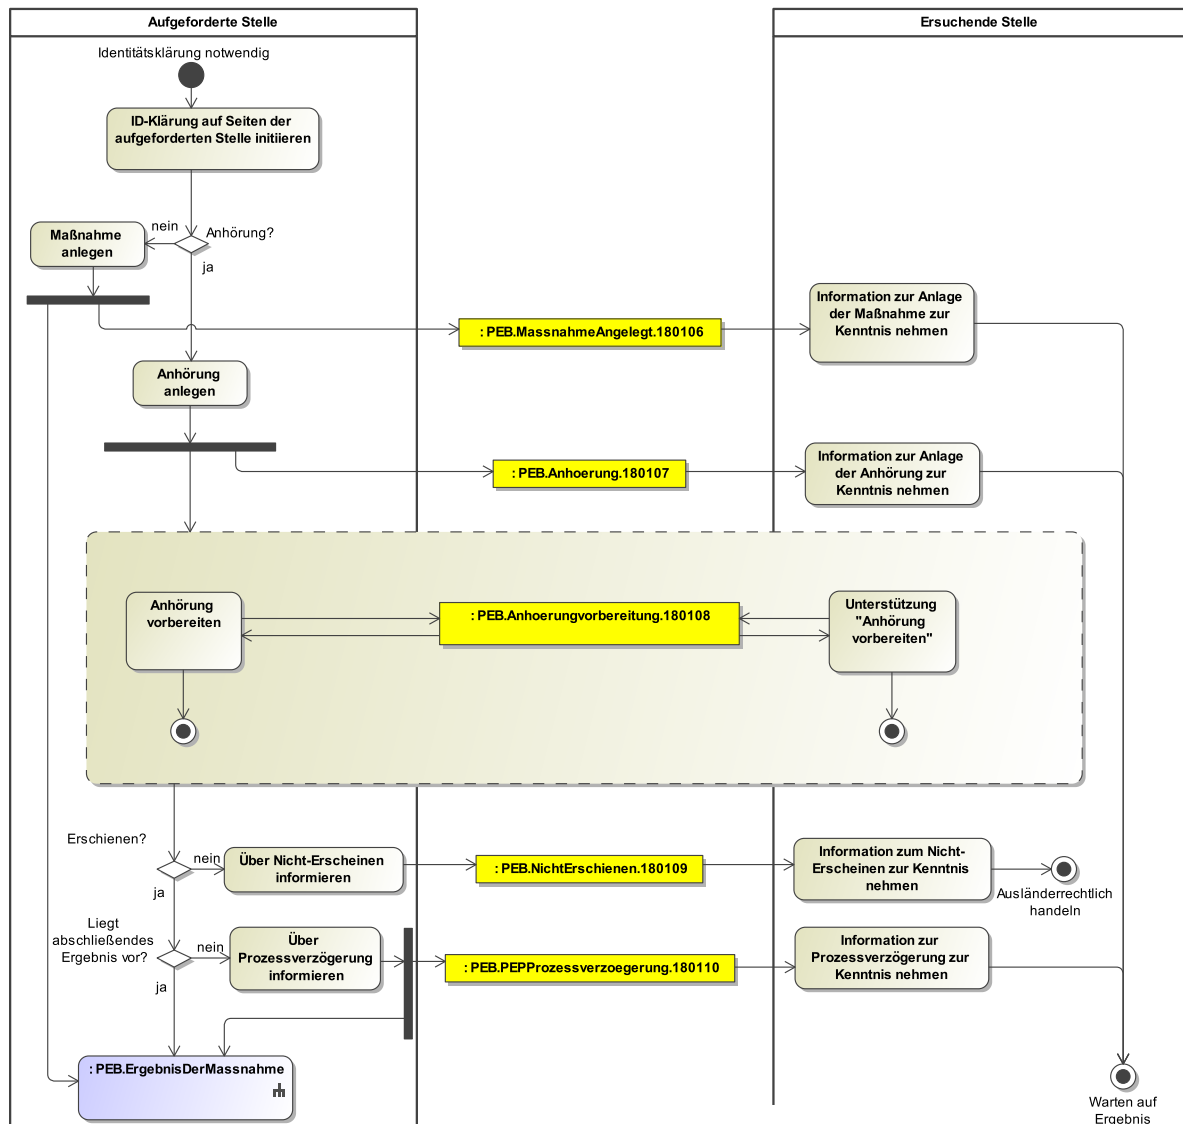 Aufgeforderte Stelle
Ersuchende Stelle
Identitätsklärung notwendig
ID-Klärung auf Seiten der
aufgeforderten Stelle initiieren
nein
Anhörung?
Maßnahme
anlegen
ja
: PEB.MassnahmeAngelegt.180106
Information zur Anlage
der Maßnahme zur
Kenntnis nehmen
Anhörung
anlegen
: PEB.Anhoerung.180107
Information zur Anlage
der Anhörung zur
Kenntnis nehmen
Anhörung
vorbereiten
: PEB.Anhoerungvorbereitung.180108
Unterstützung
"Anhörung
vorbereiten"
Erschienen?
nein
Über Nicht-Erscheinen
informieren
: PEB.NichtErschienen.180109
Information zum Nicht-
Erscheinen zur Kenntnis
nehmen
Ausländerrechtlich
handeln
ja
Liegt
abschließendes
Ergebnis vor?
nein
Über
Prozessverzögerung
informieren
: PEB.PEPProzessverzoegerung.180110
Information zur
Prozessverzögerung zur
Kenntnis nehmen
ja
: PEB.ErgebnisDerMassnahme
Warten auf
Ergebnis